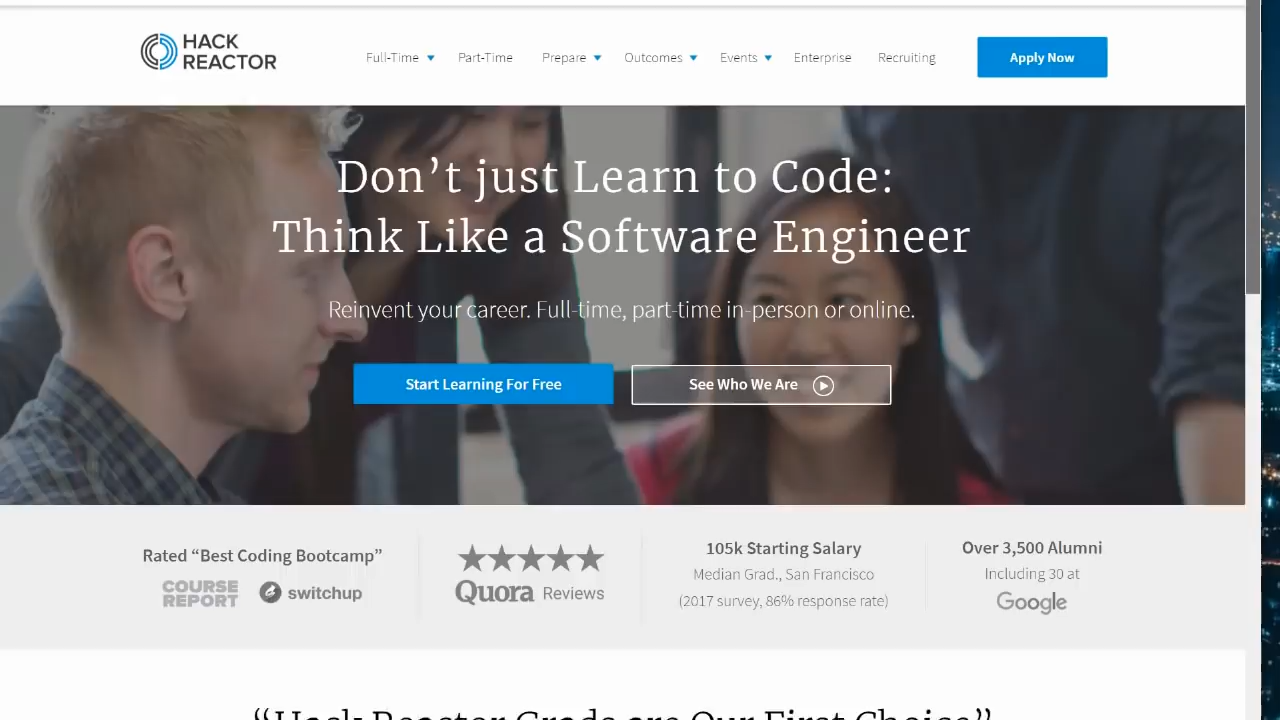 HACK
REACTOR
Full-Time Part-Time Prepare Outcomes Events Enterprise Recruiting Apply Now
Don’t just Learn to Code:
Think Like a Software Engineer
Reinvent your career. Full-time, part-time in-person or online.
Start Learning For Free
See Who We Are
Rated “Best Coding Bootcamp”
COURSE
REPORT
switchup
Quora Reviews
105k Starting Salary
Median Grad., San Francisco
(2017 survey, 86% response rate)
Over 3,500 Alumni
Including 30 at
Google
“Hack Reactor Grads are Our First Choice”